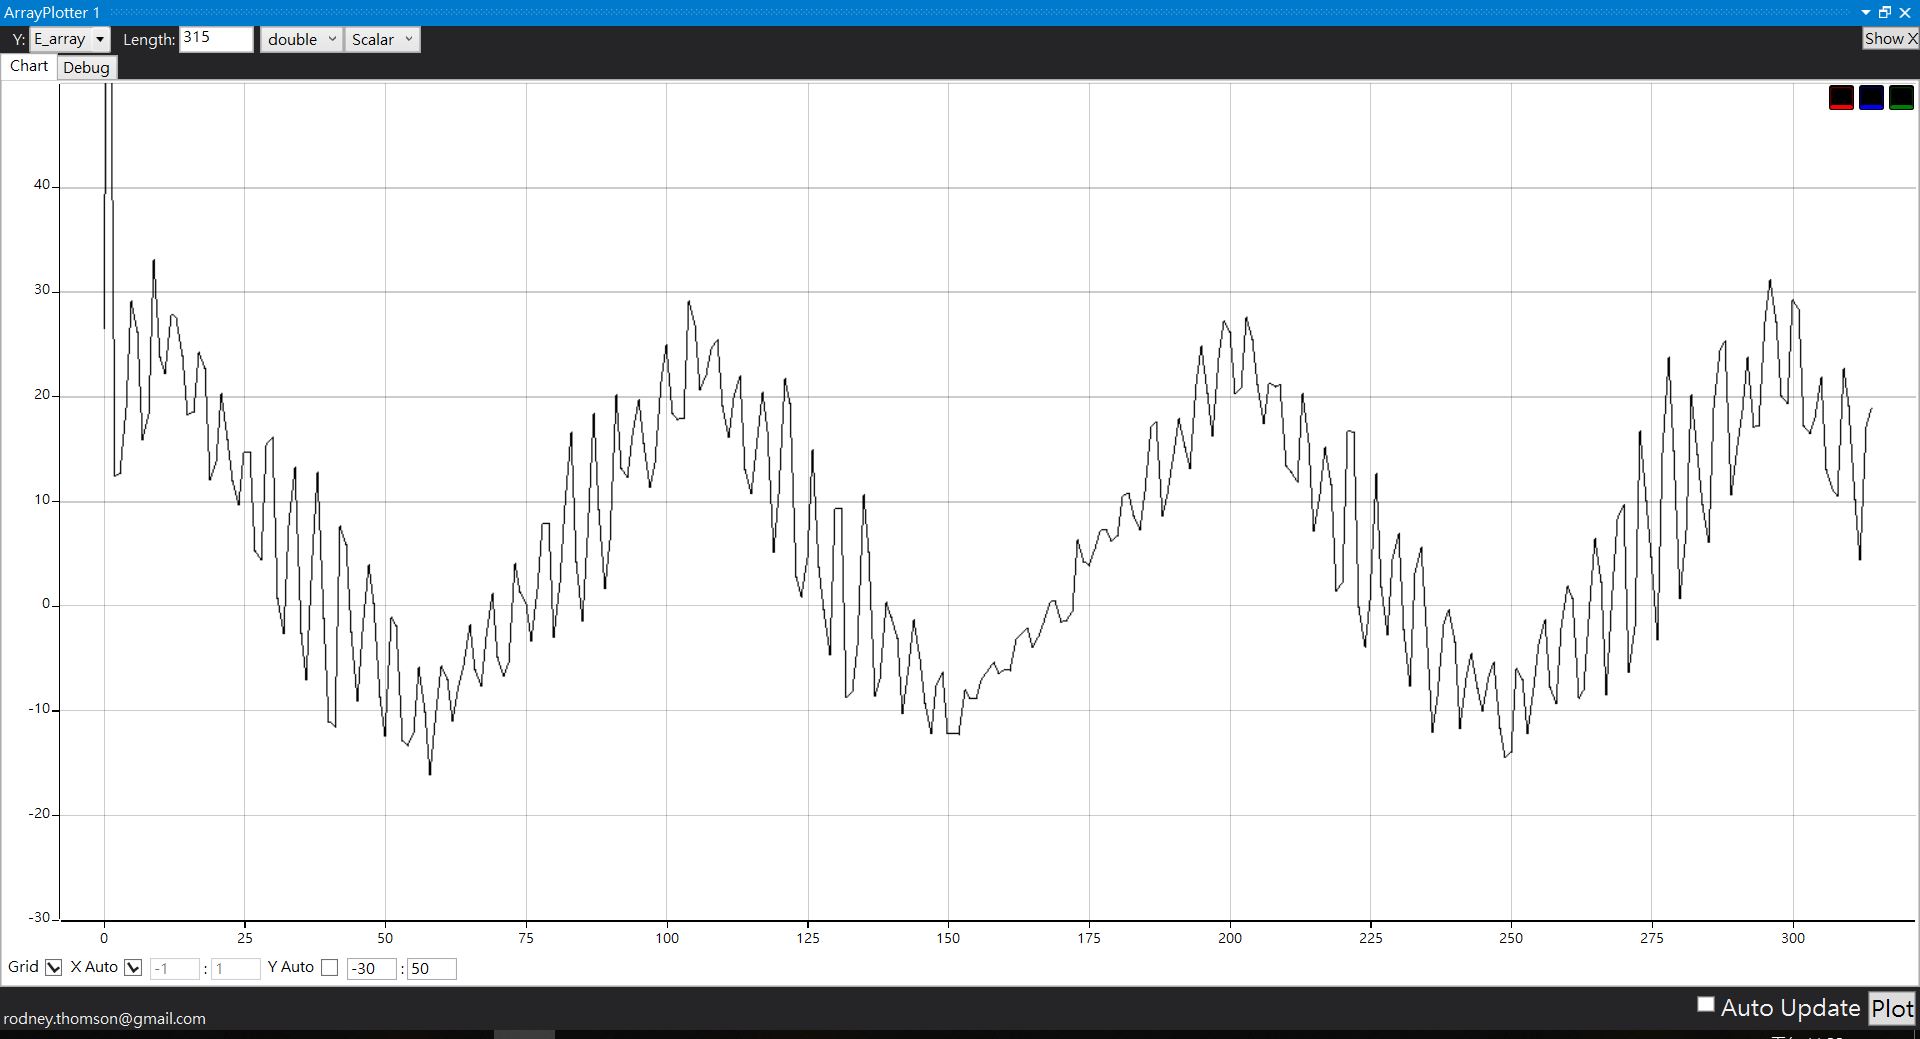 ArrayPlotter 1
Y: E_array Length: 315 double Scalar Show X
Chart Debug
40
30
20
10
0
-10
-20
-30
0 25 50 75 100 125 150 175 200 225 250 275 300
Grid X Auto -1 : 1 Y Auto -30 : 50
Auto Update Plot
rodney.thomson@gmail.com